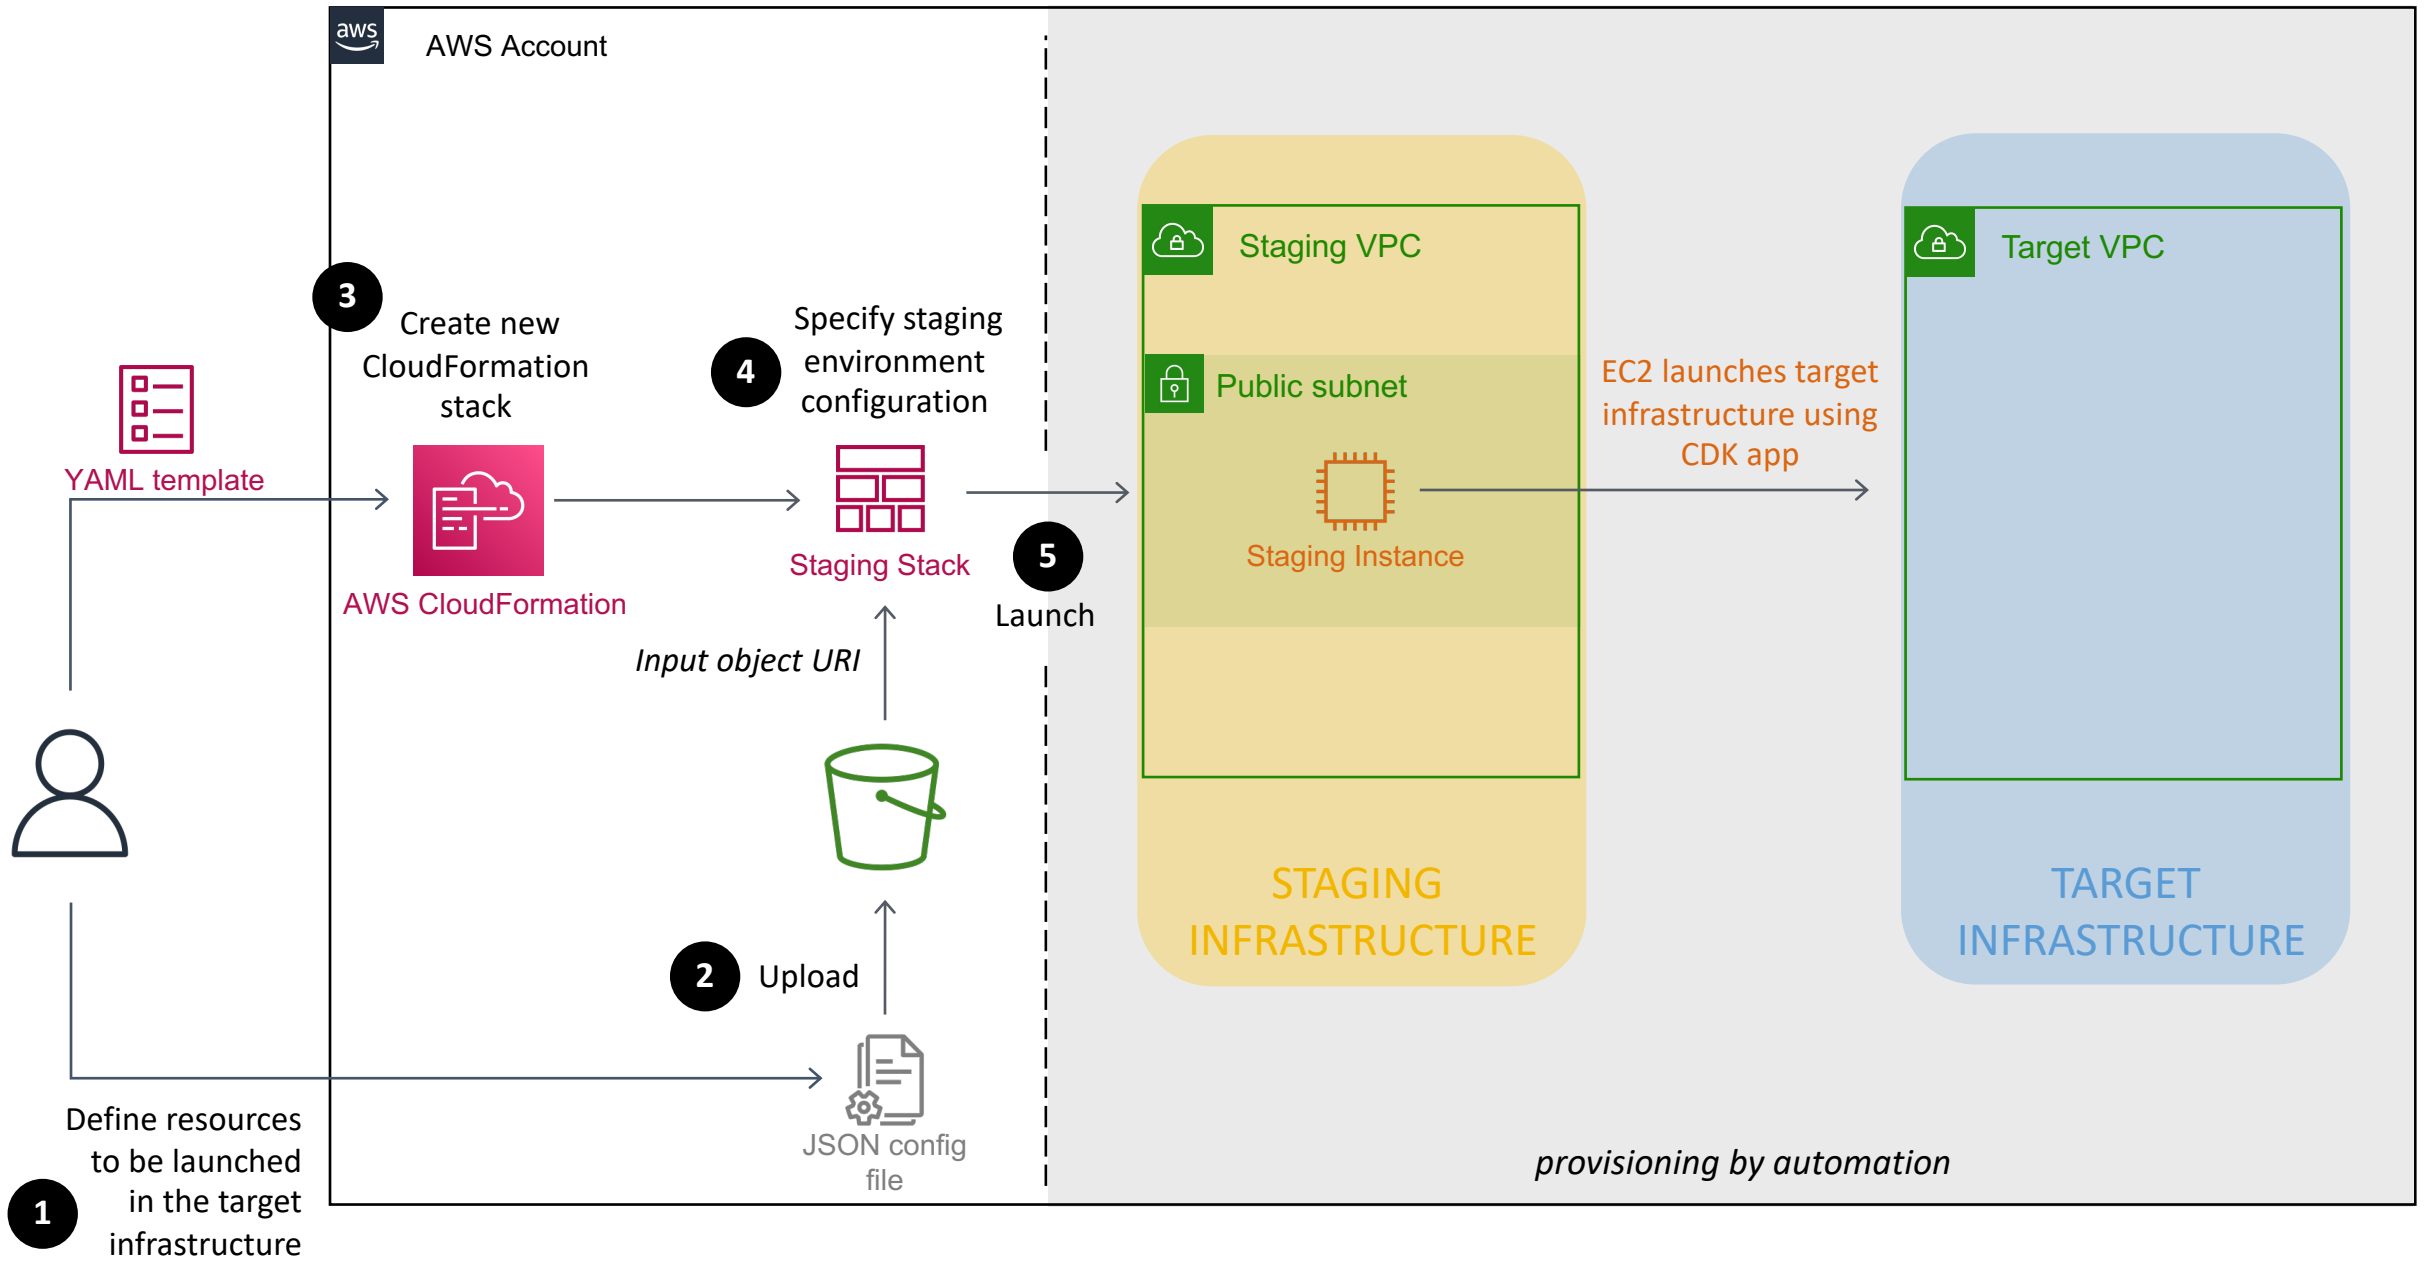 aws
AWS Account
3
Create new
CloudFormation
stack
4
Specify staging
environment
configuration
YAML template
AWS CloudFormation
Staging Stack
5
Launch
Input object URI
2
Upload
JSON config
file
1
Define resources
to be launched
in the target
infrastructure
Staging VPC
Public subnet
Staging Instance
STAGING
INFRASTRUCTURE
EC2 launches target
infrastructure using
CDK app
Target VPC
TARGET
INFRASTRUCTURE
provisioning by automation